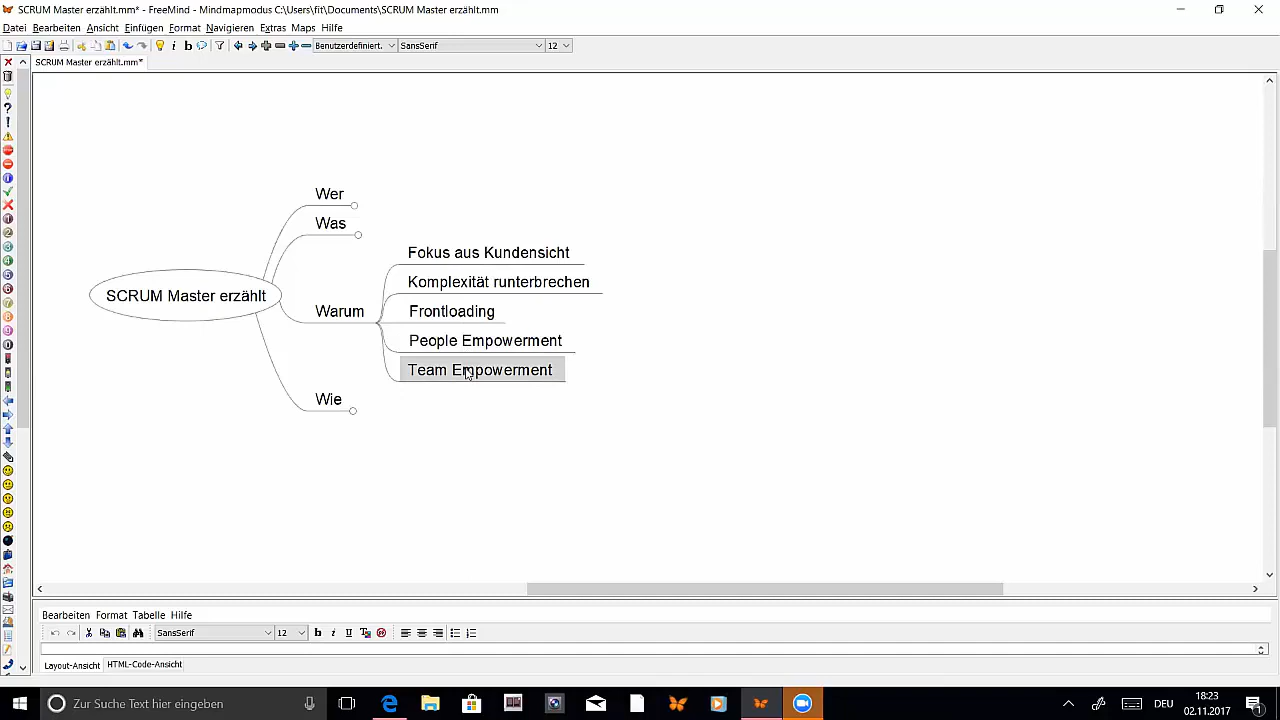 SCRUM Master erzählt.mm* - FreeMind - Mindmapmodus C:\Users\fit\Documents\SCRUM Master erzählt.mm
Datei Bearbeiten Ansicht Einfügen Format Navigieren Extras Maps Hilfe
Benutzerdefiniert. SansSerif 12
SCRUM Master erzählt.mm*
Wer
Was
Fokus aus Kundensicht
Komplexität runterbrechen
SCRUM Master erzählt
Warum
Frontloading
People Empowerment
Team Empowerment
Wie
Bearbeiten Format Tabelle Hilfe
SansSerif 12
Layout-Ansicht HTML-Code-Ansicht
Zur Suche Text hier eingeben
DEU
18:23
02.11.2017